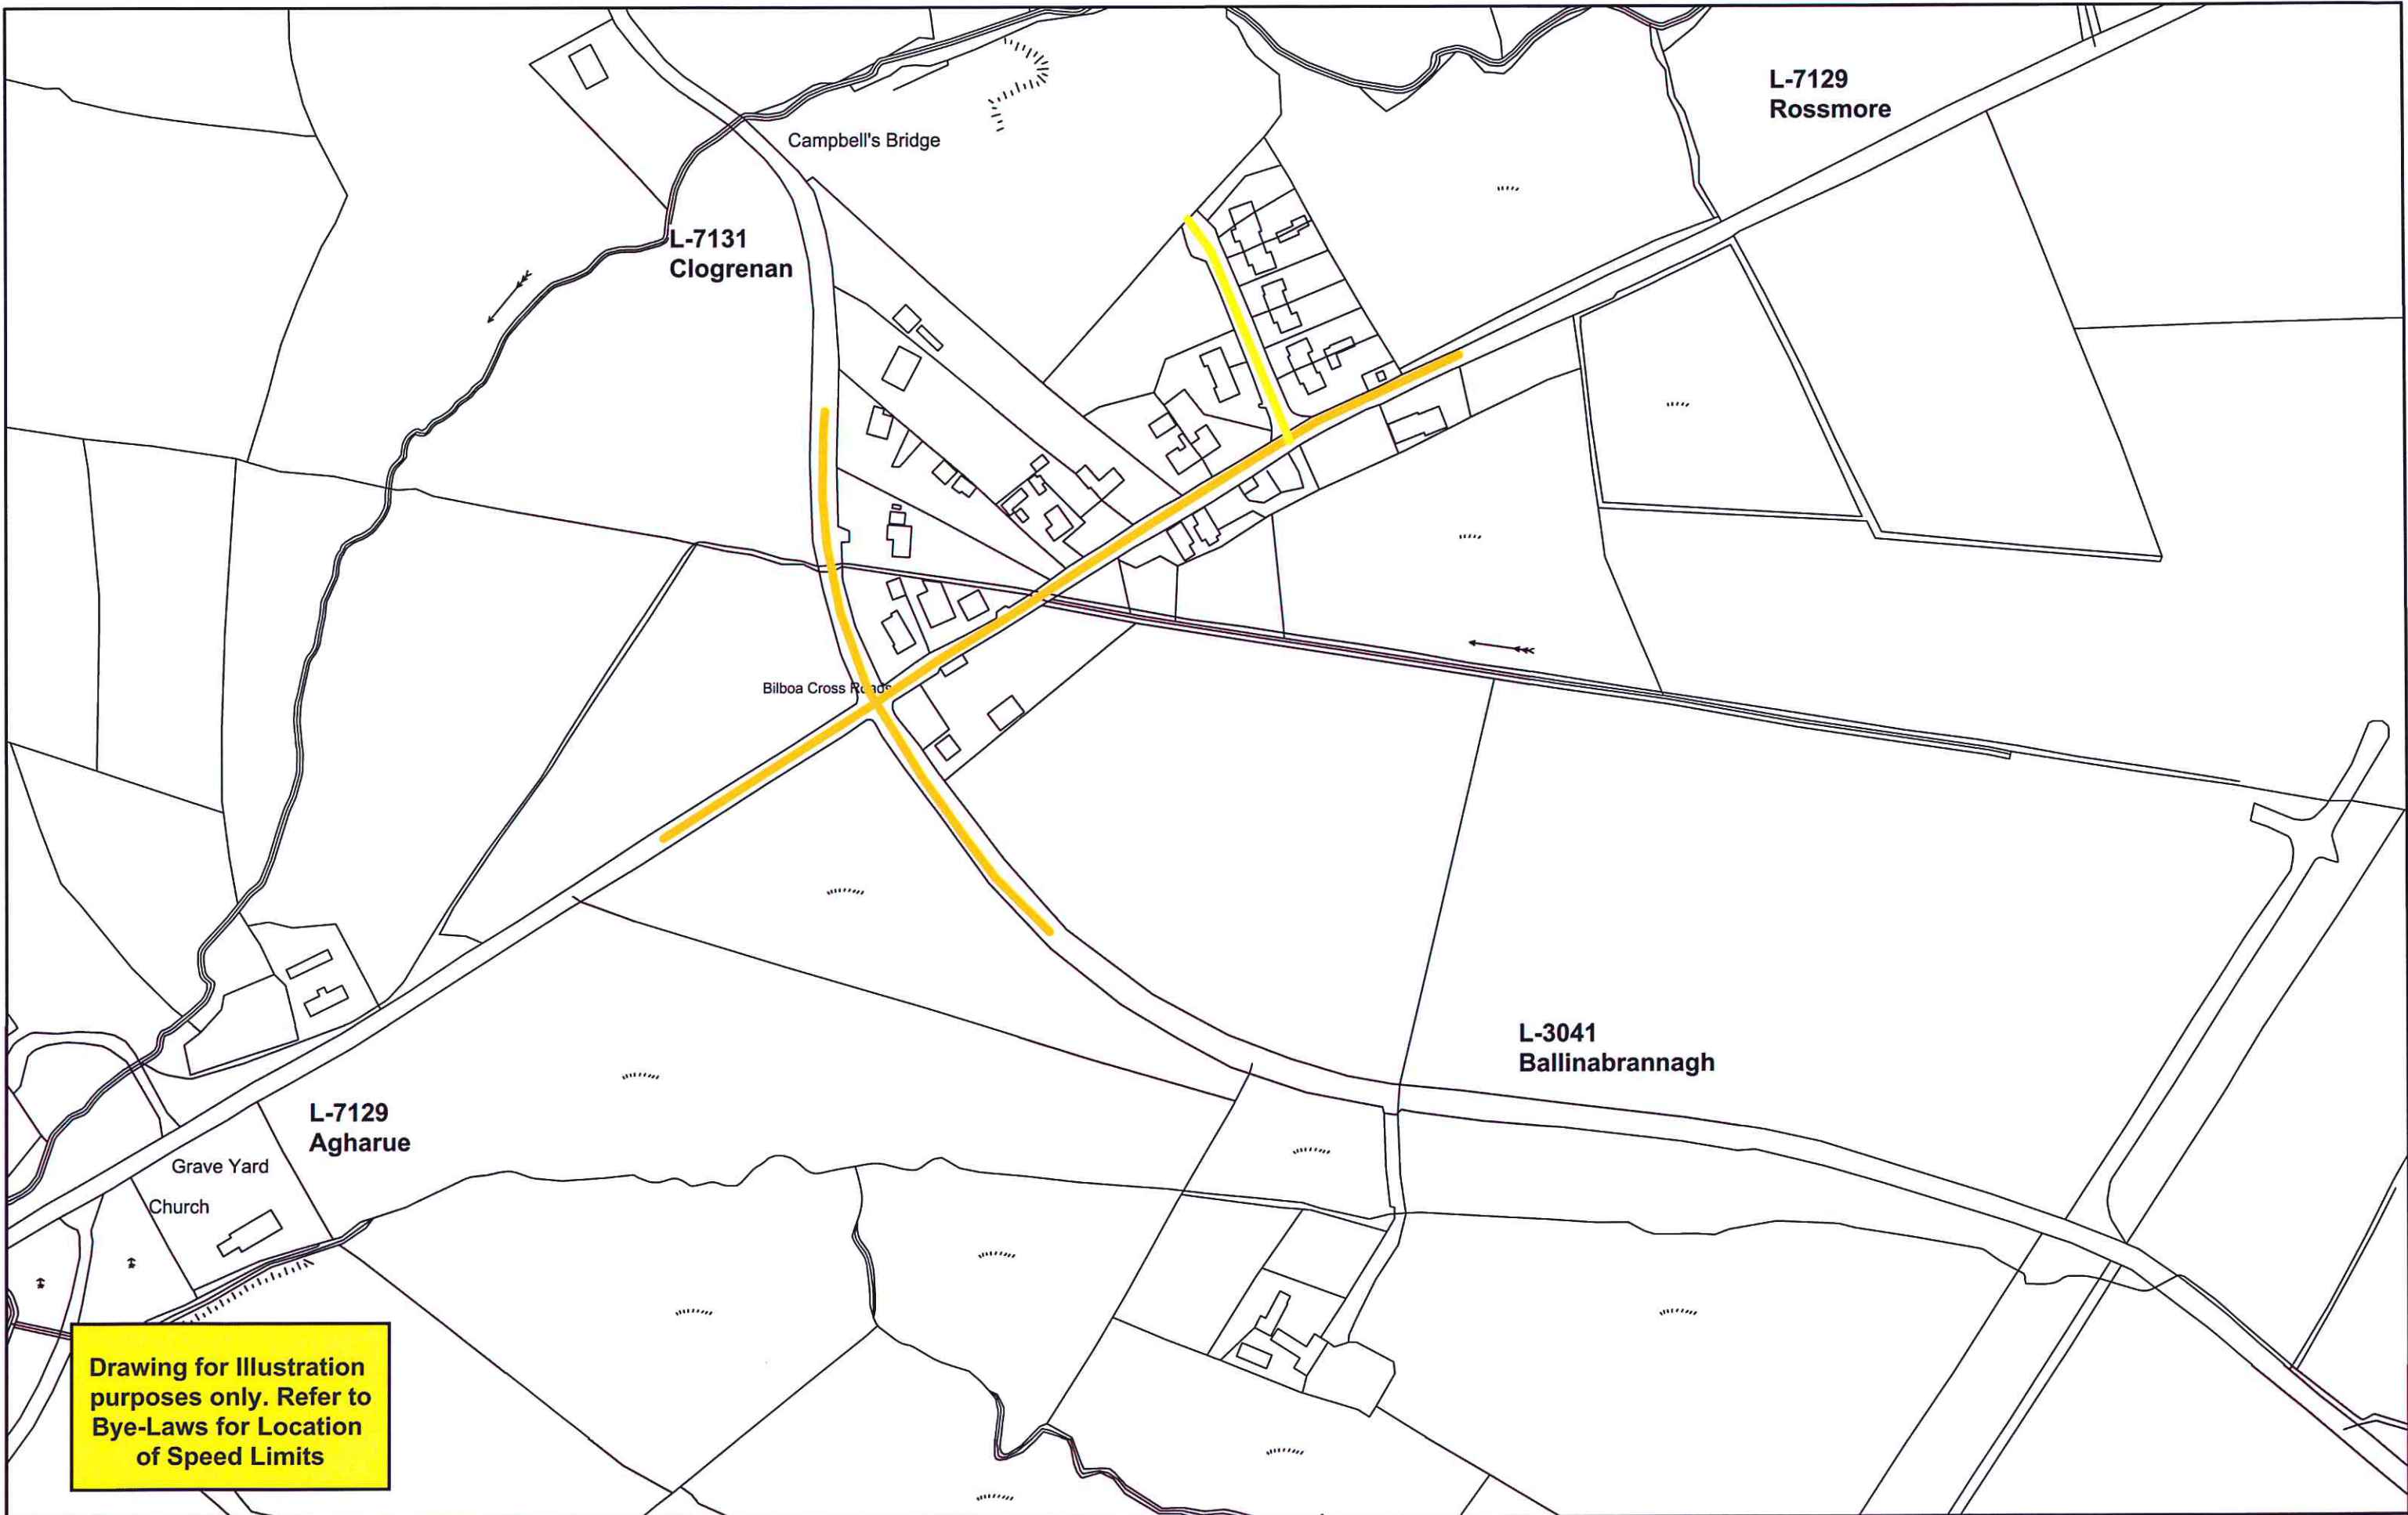 L-7129
Rossmore
Campbell's Bridge
L-7131
Clogrenan
Bilboa Cross Roads
L-3041
Ballinabrannagh
L-7129
Agharue
Grave Yard
Church
Drawing for Illustration
purposes only. Refer to
Bye-Laws for Location
of Speed Limits